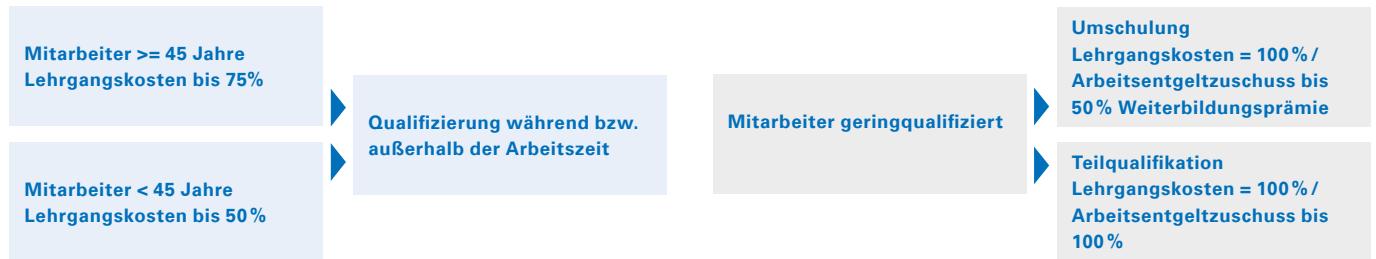 Mitarbeiter >= 45 Jahre
Lehrgangskosten bis 75%
Mitarbeiter < 45 Jahre
Lehrgangskosten bis 50 %
Qualifizierung während bzw.
außerhalb der Arbeitszeit
Mitarbeiter geringqualifiziert
Umschulung
Lehrgangskosten = 100 % /
Arbeitsentgeltzuschuss bis
50 % Weiterbildungsprämie
Teilqualifikation
Lehrgangskosten = 100 % /
Arbeitsentgeltzuschuss bis
100 %